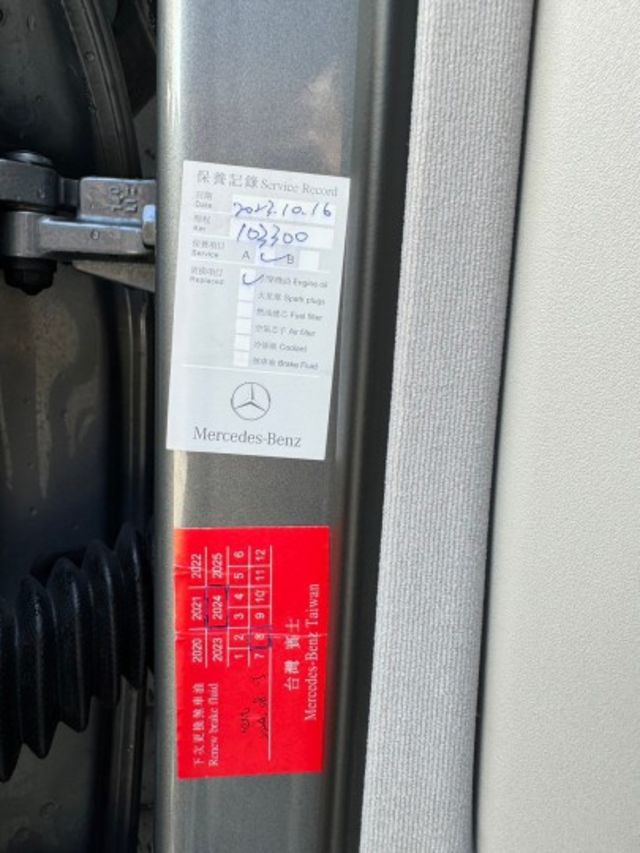 保養記錄 Service Record
日期 Date 2023.10.16
里程 Km 103300
保養項目 Service A ✓ B
更換項目 Replaced ✓ 引擎機油 Engine oil
火星塞 Spark plugs
燃油濾芯 Fuel filter
空氣芯子 Air filter
冷卻液 Coolant
煞車油 Brake Fluid
Mercedes-Benz
下次更換煞車油
Renew brake fluid
2020 2021 2022
2023 2024 2025
1 2 3 4 5 6
7 8 9 10 11 12
台灣 賓士
Mercedes-Benz Taiwan